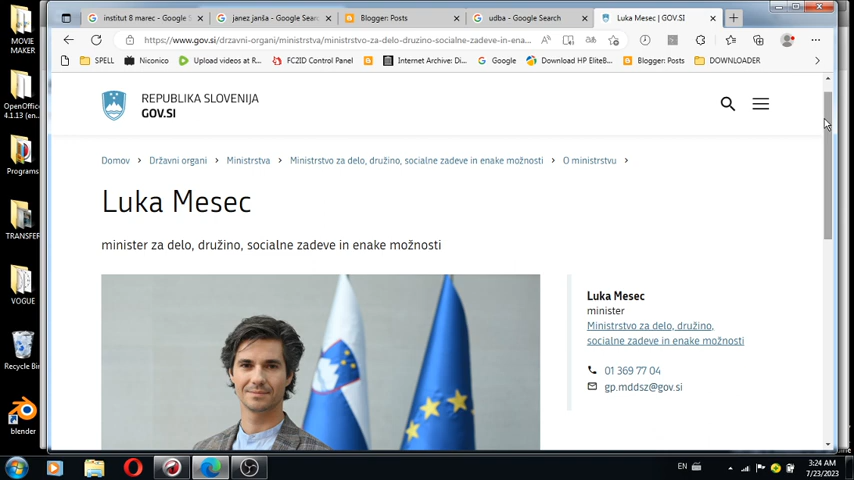 institut 8 marec - Google S
janez janša - Google Searc
Blogger: Posts
udba - Google Search
Luka Mesec | GOV.SI
https://www.gov.si/drzavni-organi/ministrstva/ministrstvo-za-delo-druzino-socialne-zadeve-in-ena...
SPELL
Niconico
Upload videos at R...
FC2ID Control Panel
Internet Archive: Di...
Google
Download HP EliteB...
Blogger: Posts
DOWNLOADER
REPUBLIKA SLOVENIJA
GOV.SI
Domov > Državni organi > Ministrstva > Ministrstvo za delo, družino, socialne zadeve in enake možnosti > O ministrstvu >
Luka Mesec
minister za delo, družino, socialne zadeve in enake možnosti
Luka Mesec
minister
Ministrstvo za delo, družino,
socialne zadeve in enake možnosti
01 369 77 04
gp.mddsz@gov.si
MOVIE
MAKER
OpenOffice
4.1.13 (en...
Programs
TRANSFER
VOGUE
Recycle Bin
blender
EN
3:24 AM
7/23/2023